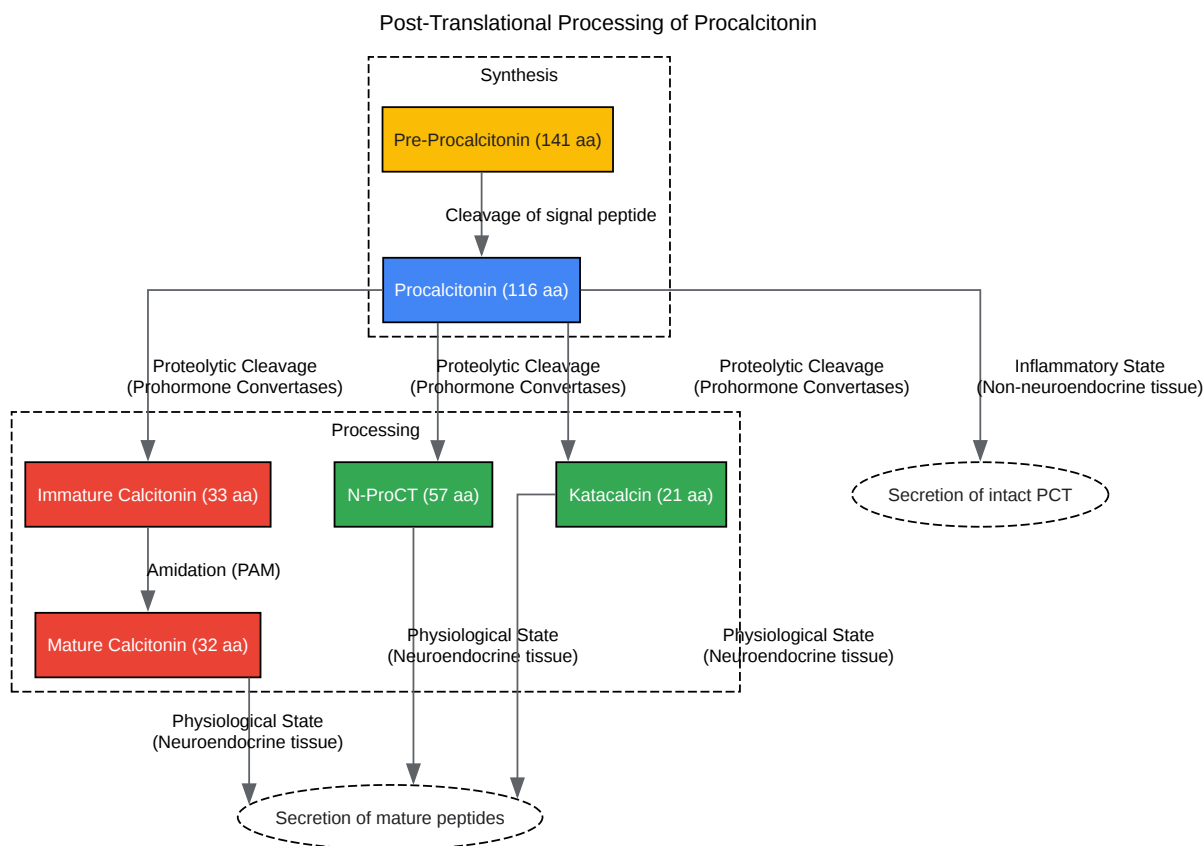 Post-Translational Processing of Procalcitonin
Synthesis
Pre-Procalcitonin (141 aa)
Cleavage of signal peptide
Procalcitonin (116 aa)
Proteolytic Cleavage
(Prohormone Convertases)
Proteolytic Cleavage
(Prohormone Convertases)
Proteolytic Cleavage
(Prohormone Convertases)
Inflammatory State
(Non-neuroendocrine tissue)
Processing
Immature Calcitonin (33 aa)
N-ProCT (57 aa)
Katacalcin (21 aa)
Secretion of intact PCT
Amidation (PAM)
Mature Calcitonin (32 aa)
Physiological State
(Neuroendocrine tissue)
Physiological State
(Neuroendocrine tissue)
Physiological State
(Neuroendocrine tissue)
Secretion of mature peptides